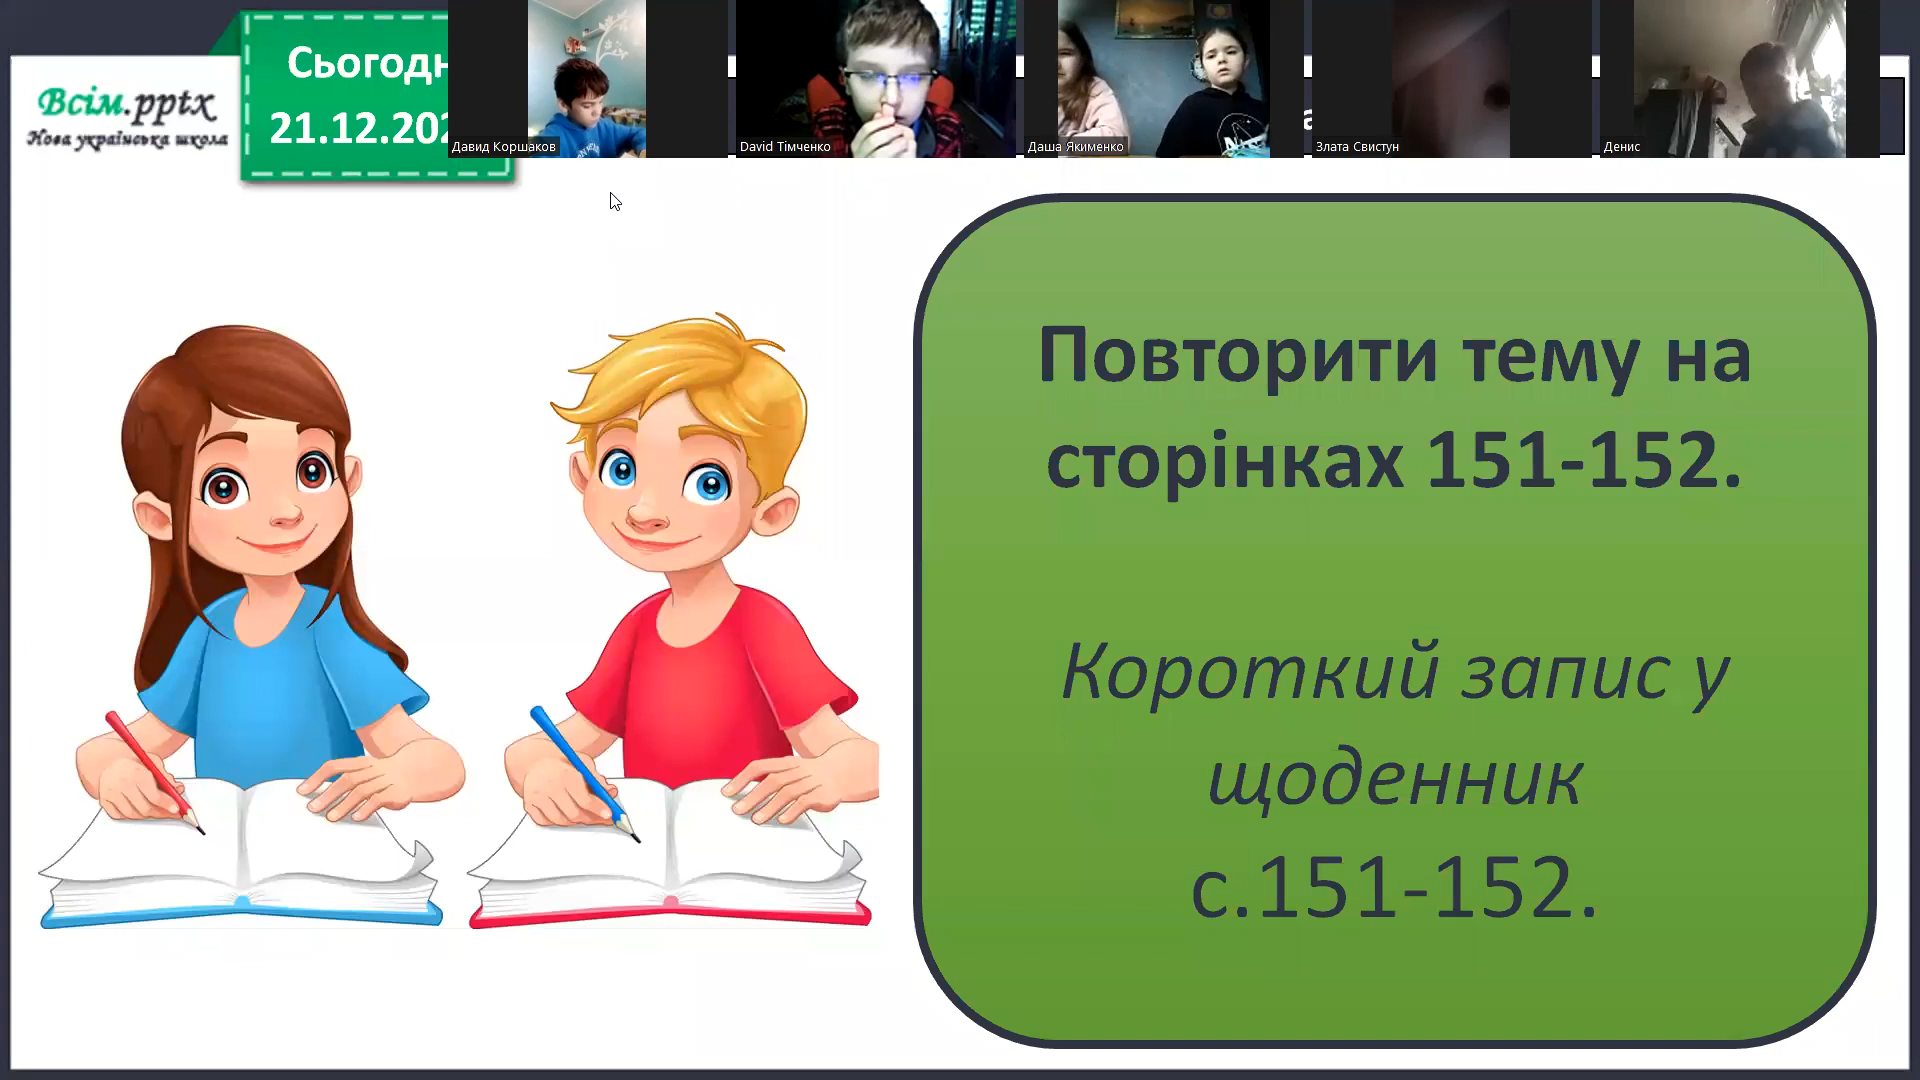 Всім.pptx
Нова українська школа
Сьогодн
21.12.202
Давид Коршаков
David Тімченко
Даша Якименко
Злата Свистун
Денис
Повторити тему на
сторінках 151-152.
Короткий запис у
щоденник
с.151-152.